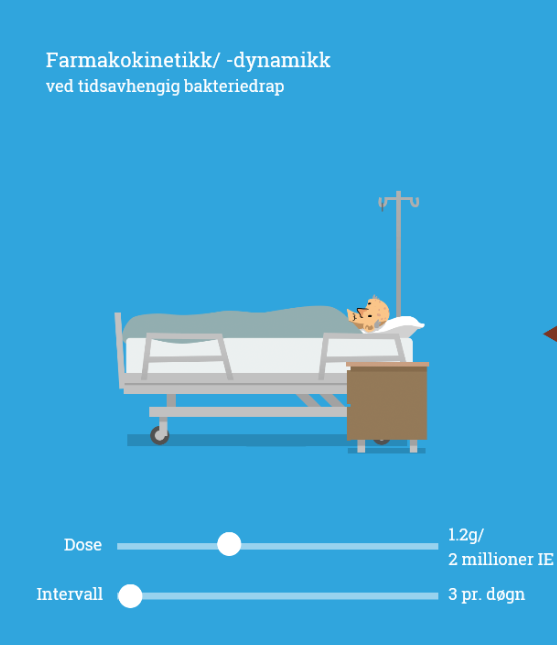 Farmakokinetikk/ -dynamikk
ved tidsavhengig bakteriedrap
Dose
1.2g/
2 millioner IE
Intervall
3 pr. døgn